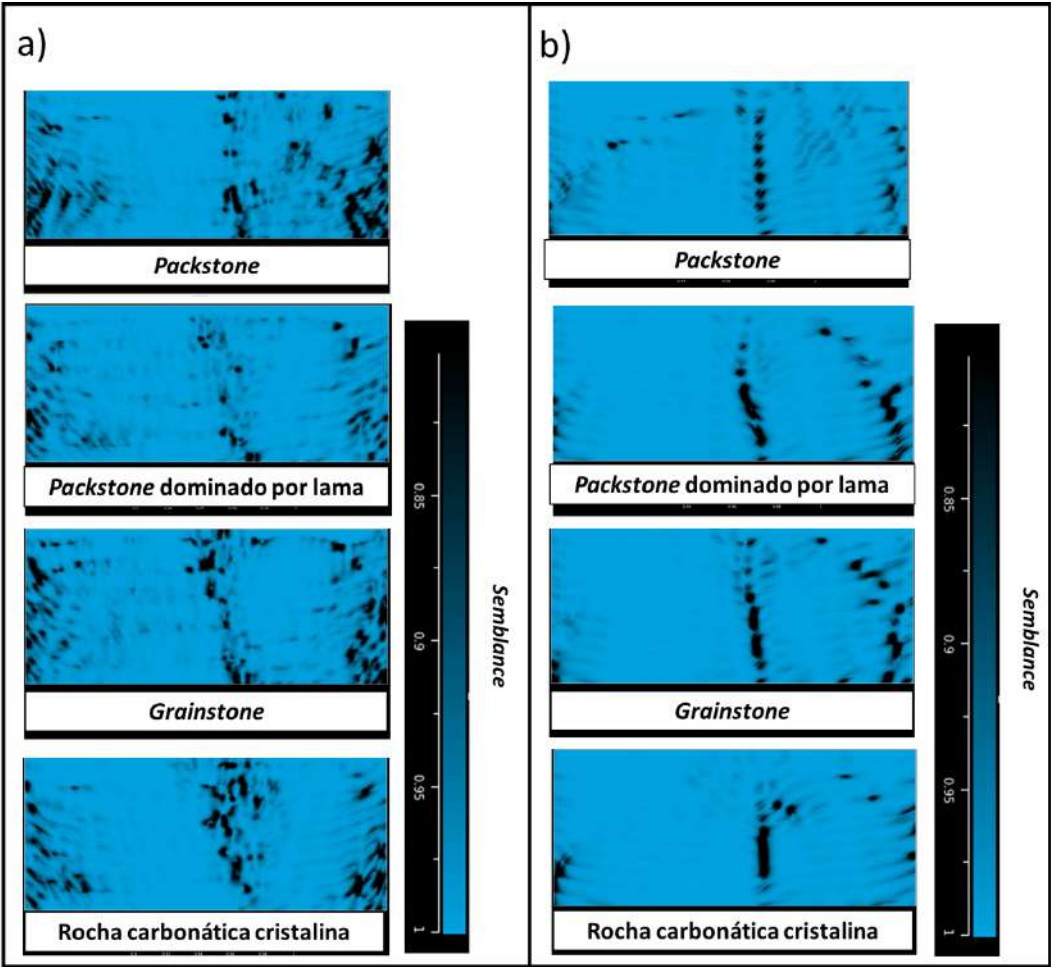 a)
Packstone
Packstone dominado por lama
Grainstone
Rocha carbonática cristalina
0.85
0.9
0.95
1
Semblance
b)
Packstone
Packstone dominado por lama
Grainstone
Rocha carbonática cristalina
0.85
0.9
0.95
1
Semblance